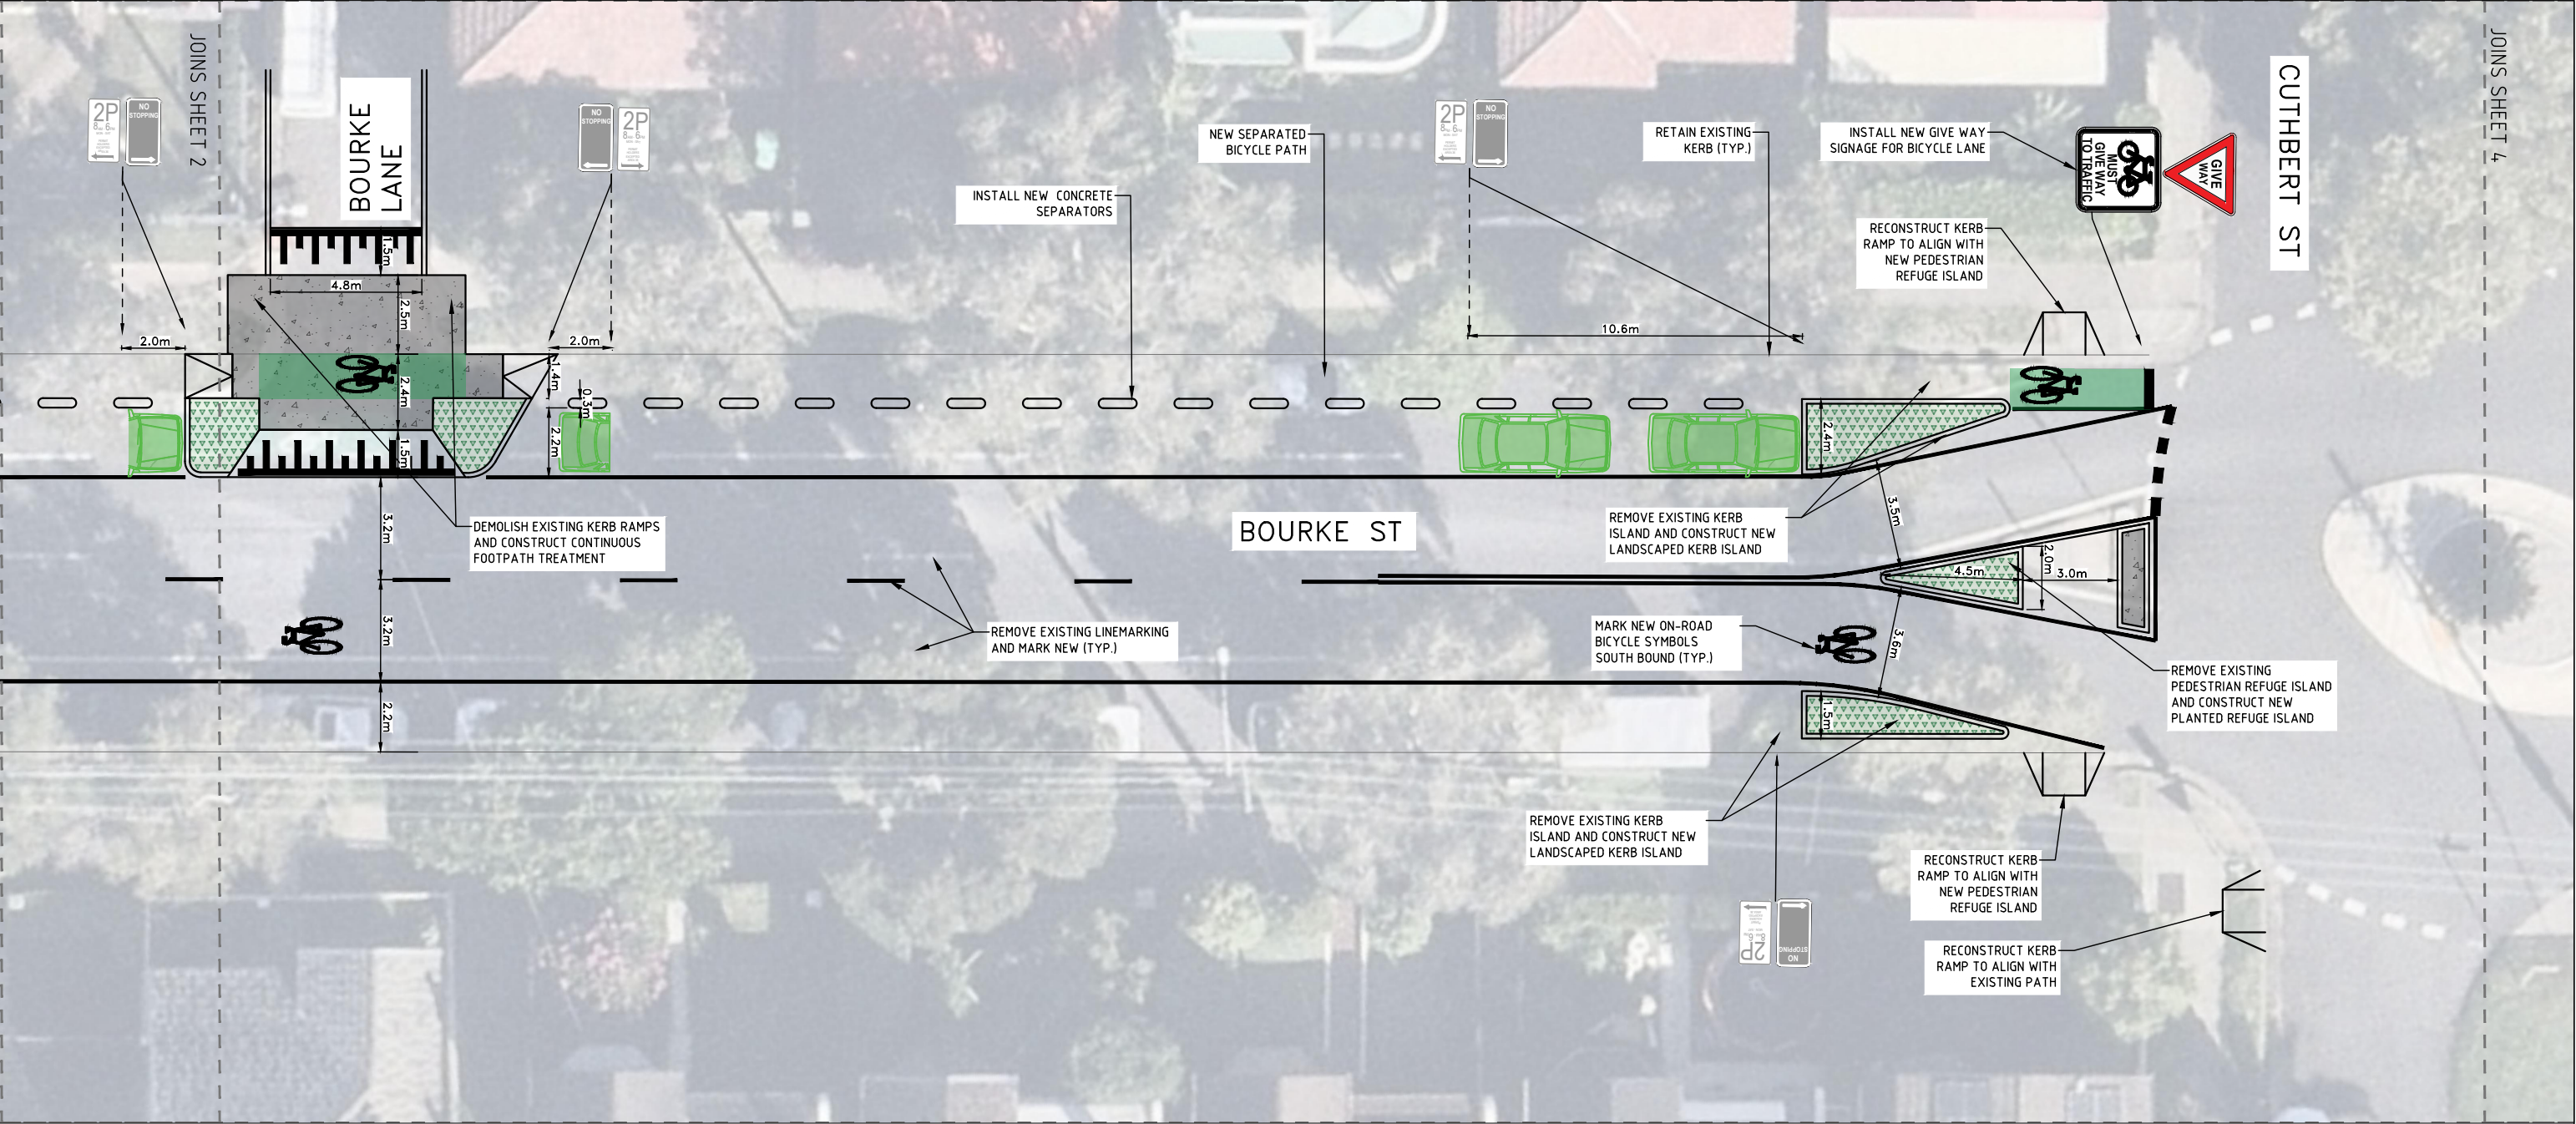 JOINS SHEET 2
BOURKE
LANE
2P
NO
STOPPING
NO
STOPPING
2P
2P
NO
STOPPING
NEW SEPARATED
BICYCLE PATH
INSTALL NEW CONCRETE
SEPARATORS
RETAIN EXISTING
KERB (TYP.)
INSTALL NEW GIVE WAY
SIGNAGE FOR BICYCLE LANE
MUST
GIVE WAY
TO TRAFFIC
GIVE
WAY
CUTHBERT ST
JOINS SHEET 4
RECONSTRUCT KERB
RAMP TO ALIGN WITH
NEW PEDESTRIAN
REFUGE ISLAND
1.5m
4.8m
2.5m
2.0m
2.0m
10.6m
2.4m
1.4m
0.3m
2.2m
1.5m
2.4m
3.2m
DEMOLISH EXISTING KERB RAMPS
AND CONSTRUCT CONTINUOUS
FOOTPATH TREATMENT
BOURKE ST
REMOVE EXISTING KERB
ISLAND AND CONSTRUCT NEW
LANDSCAPED KERB ISLAND
3.5m
4.5m
2.0m
3.0m
3.2m
REMOVE EXISTING LINEMARKING
AND MARK NEW (TYP.)
MARK NEW ON-ROAD
BICYCLE SYMBOLS
SOUTH BOUND (TYP.)
3.6m
REMOVE EXISTING
PEDESTRIAN REFUGE ISLAND
AND CONSTRUCT NEW
PLANTED REFUGE ISLAND
2.2m
1.5m
REMOVE EXISTING KERB
ISLAND AND CONSTRUCT NEW
LANDSCAPED KERB ISLAND
RECONSTRUCT KERB
RAMP TO ALIGN WITH
NEW PEDESTRIAN
REFUGE ISLAND
2P
NO
STOPPING
RECONSTRUCT KERB
RAMP TO ALIGN WITH
EXISTING PATH